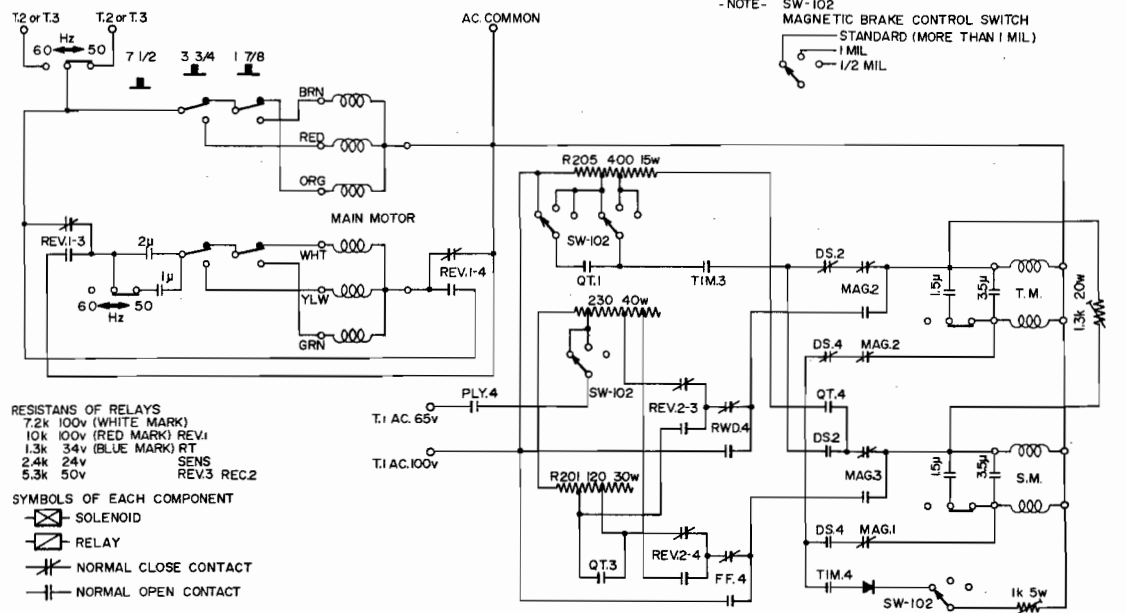 T.2 or T.3
T.2 or T.3
Hz
60 50
7 1/2
3 3/4
1 7/8
A.C. COMMON
-NOTE- SW-102
MAGNETIC BRAKE CONTROL SWITCH
STANDARD (MORE THAN 1 MIL)
1 MIL
1/2 MIL
BRN
RED
ORG
MAIN MOTOR
REV.1-3
2μ
1μ
60 50
Hz
WHT
YLW
GRN
REV.1-4
R205 400 15w
SW-102
QT.1
TIM.3
DS.2
MAG.2
1.5μ
3.5μ
T.M.
1.3k 20w
230 40w
SW-102
DS.4 MAG.2
PLY.4
T.1 AC. 65v
REV.2-3
RWD.4
QT.4
T.1 AC.100v
DS.2
MAG.3
1.5μ
3.5μ
S.M.
R201 120 30w
QT.3
REV.2-4
FF.4
DS.4 MAG.1
TIM.4
SW-102
1k 5w
RESISTANS OF RELAYS
7.2k 100v (WHITE MARK)
10k 100v (RED MARK) REV.1
1.3k 34v (BLUE MARK) RT
2.4k 24v SENS
5.3k 50v REV.3 REC.2
SYMBOLS OF EACH COMPONENT
SOLENOID
RELAY
NORMAL CLOSE CONTACT
NORMAL OPEN CONTACT